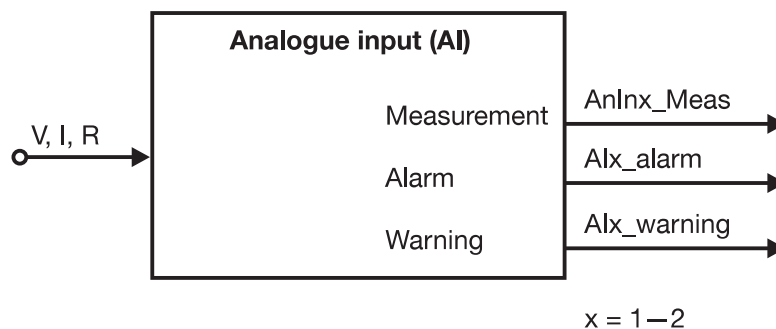 Analogue input (AI)
V, I, R
Measurement
AnInx_Meas
Alarm
AIx_alarm
Warning
AIx_warning
x = 1—2